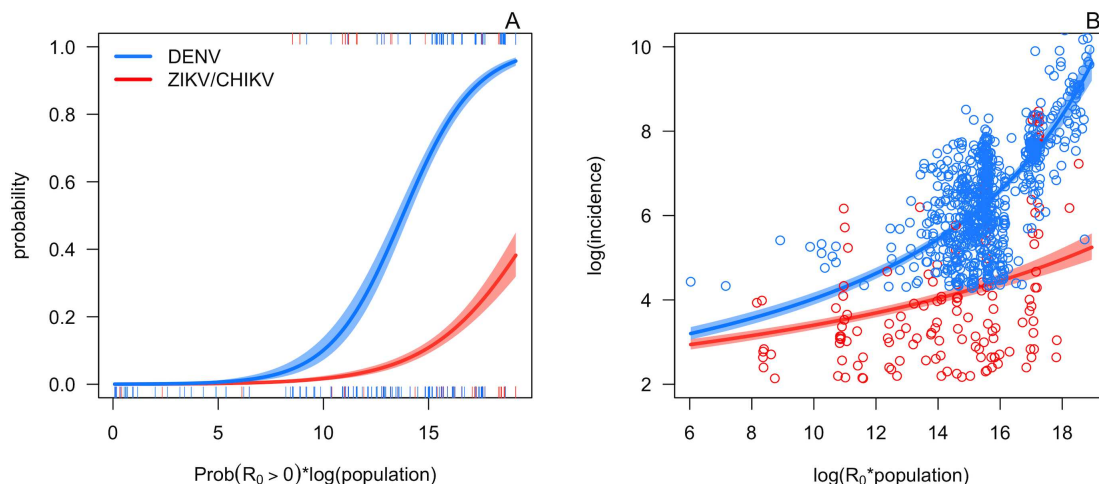 A
1.0
0.8
0.6
0.4
0.2
0.0
probability
DENV
ZIKV/CHIKV
0
5
10
15
Prob(R₀ > 0)*log(population)
B
10
8
6
4
2
log(incidence)
6
8
10
12
14
16
18
log(R₀*population)